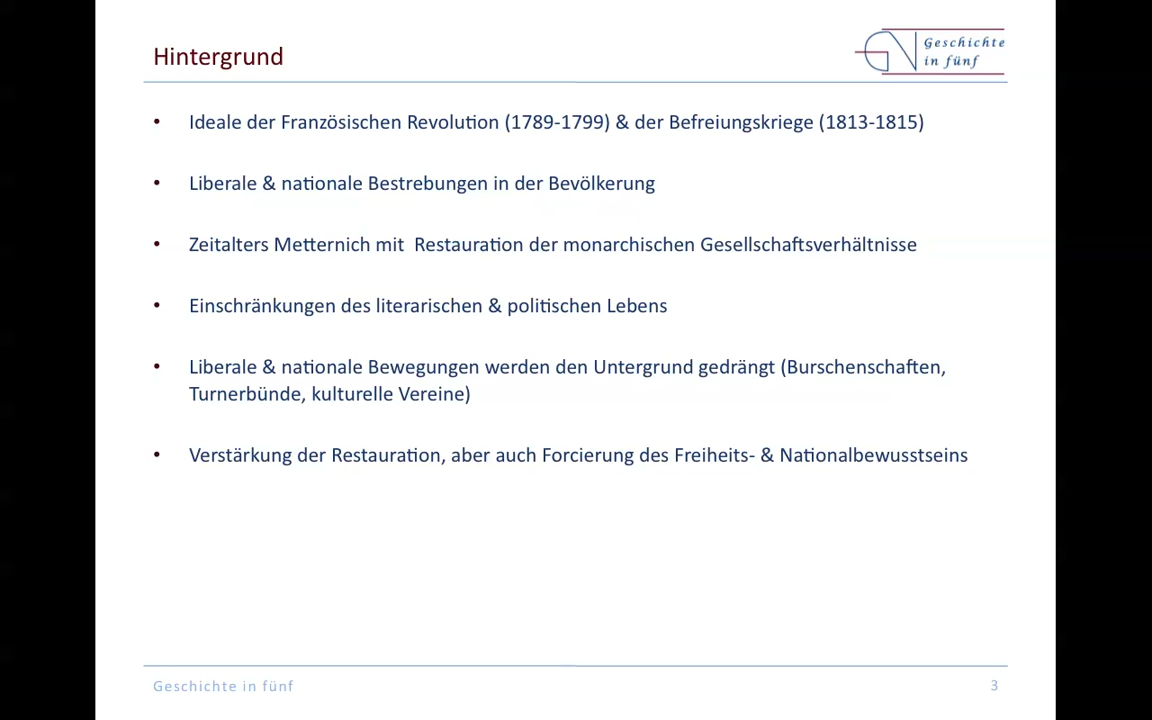 Hintergrund
Geschichte
in fünf
• Ideale der Französischen Revolution (1789-1799) & der Befreiungskriege (1813-1815)
• Liberale & nationale Bestrebungen in der Bevölkerung
• Zeitalters Metternich mit  Restauration der monarchischen Gesellschaftsverhältnisse
• Einschränkungen des literarischen & politischen Lebens
• Liberale & nationale Bewegungen werden den Untergrund gedrängt (Burschenschaften,
Turnerbünde, kulturelle Vereine)
• Verstärkung der Restauration, aber auch Forcierung des Freiheits- & Nationalbewusstseins
Geschichte in fünf
3